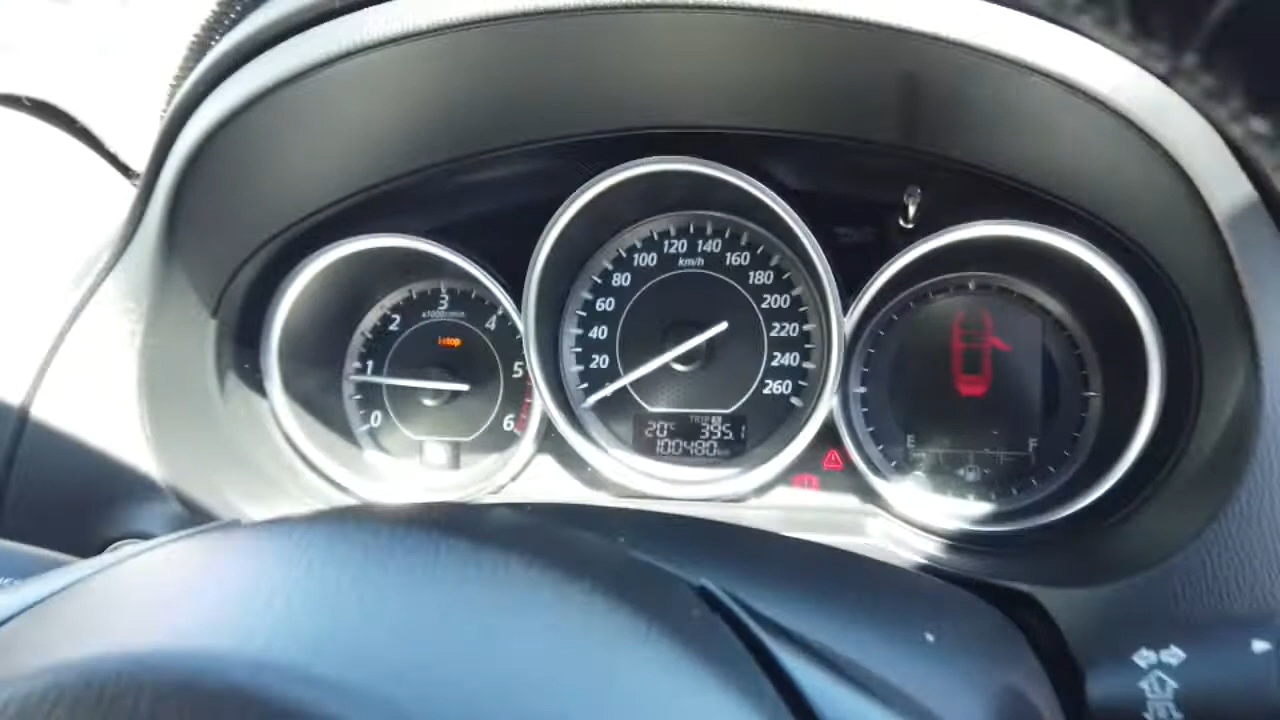 0 1 2 3 4 5 6
x1000r/min
i-stop
20 40 60 80 100 120 140 160 180 200 220 240 260
km/h
TRIP
20°C 395.1
100480km
E F